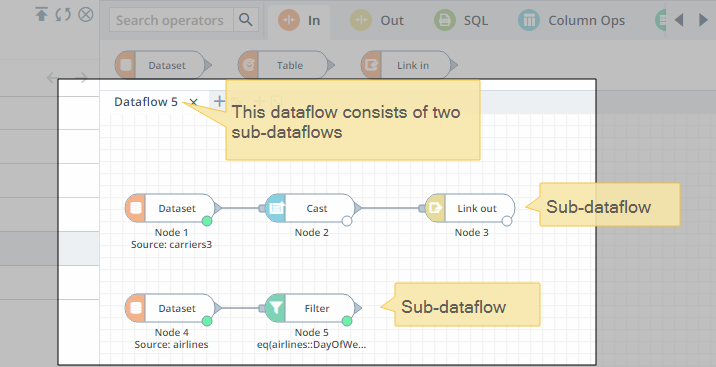 Search operators
In
Out
SQL
Column Ops
Dataset
Table
Link in
Dataflow 5
This dataflow consists of two
sub-dataflows
Dataset
Cast
Link out
Sub-dataflow
Node 1
Node 2
Node 3
Source: carriers3
Dataset
Filter
Sub-dataflow
Node 4
Node 5
Source: airlines
eq(airlines::DayOfWe...